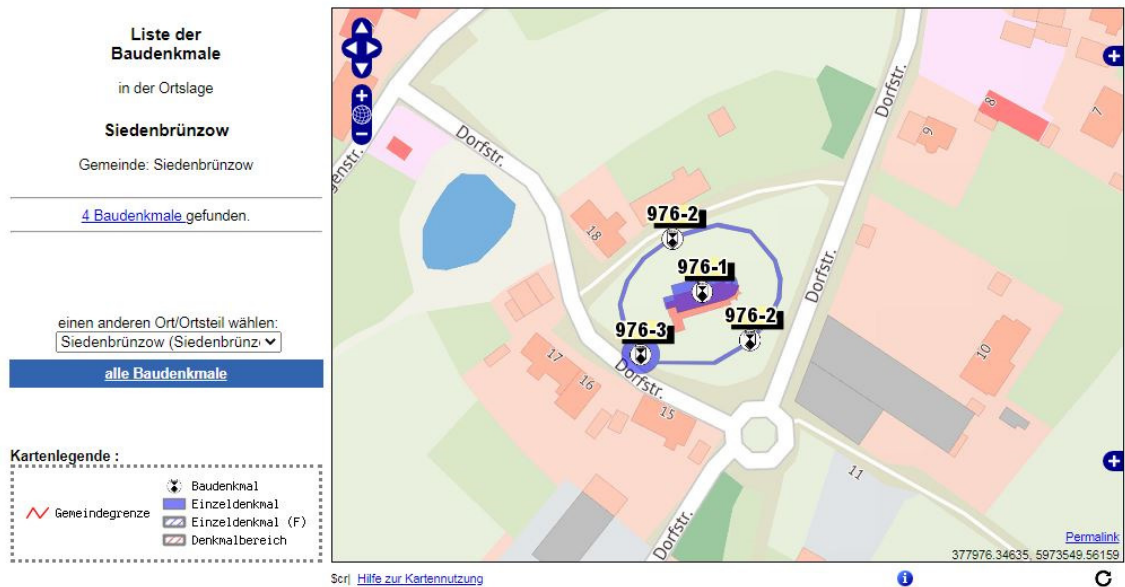 Liste der
Baudenkmale
in der Ortslage
Siedenbrünzow
Gemeinde: Siedenbrünzow
4 Baudenkmale gefunden.
einen anderen Ort/Ortsteil wählen:
Siedenbrünzow (Siedenbrünz
alle Baudenkmale
Kartenlegende :
Gemeindegrenze
Baudenkmal
Einzeldenkmal
Einzeldenkmal (F)
Denkmalbereich
genstr.
Dorfstr.
Dorfstr.
8
7
9
18
976-2
976-1
Dorfstr.
976-2
976-3
Dorfstr.
17
16
15
10
11
Dorfstr.
Permalink
377976.34635, 5973549.56159
Scr| Hilfe zur Kartennutzung